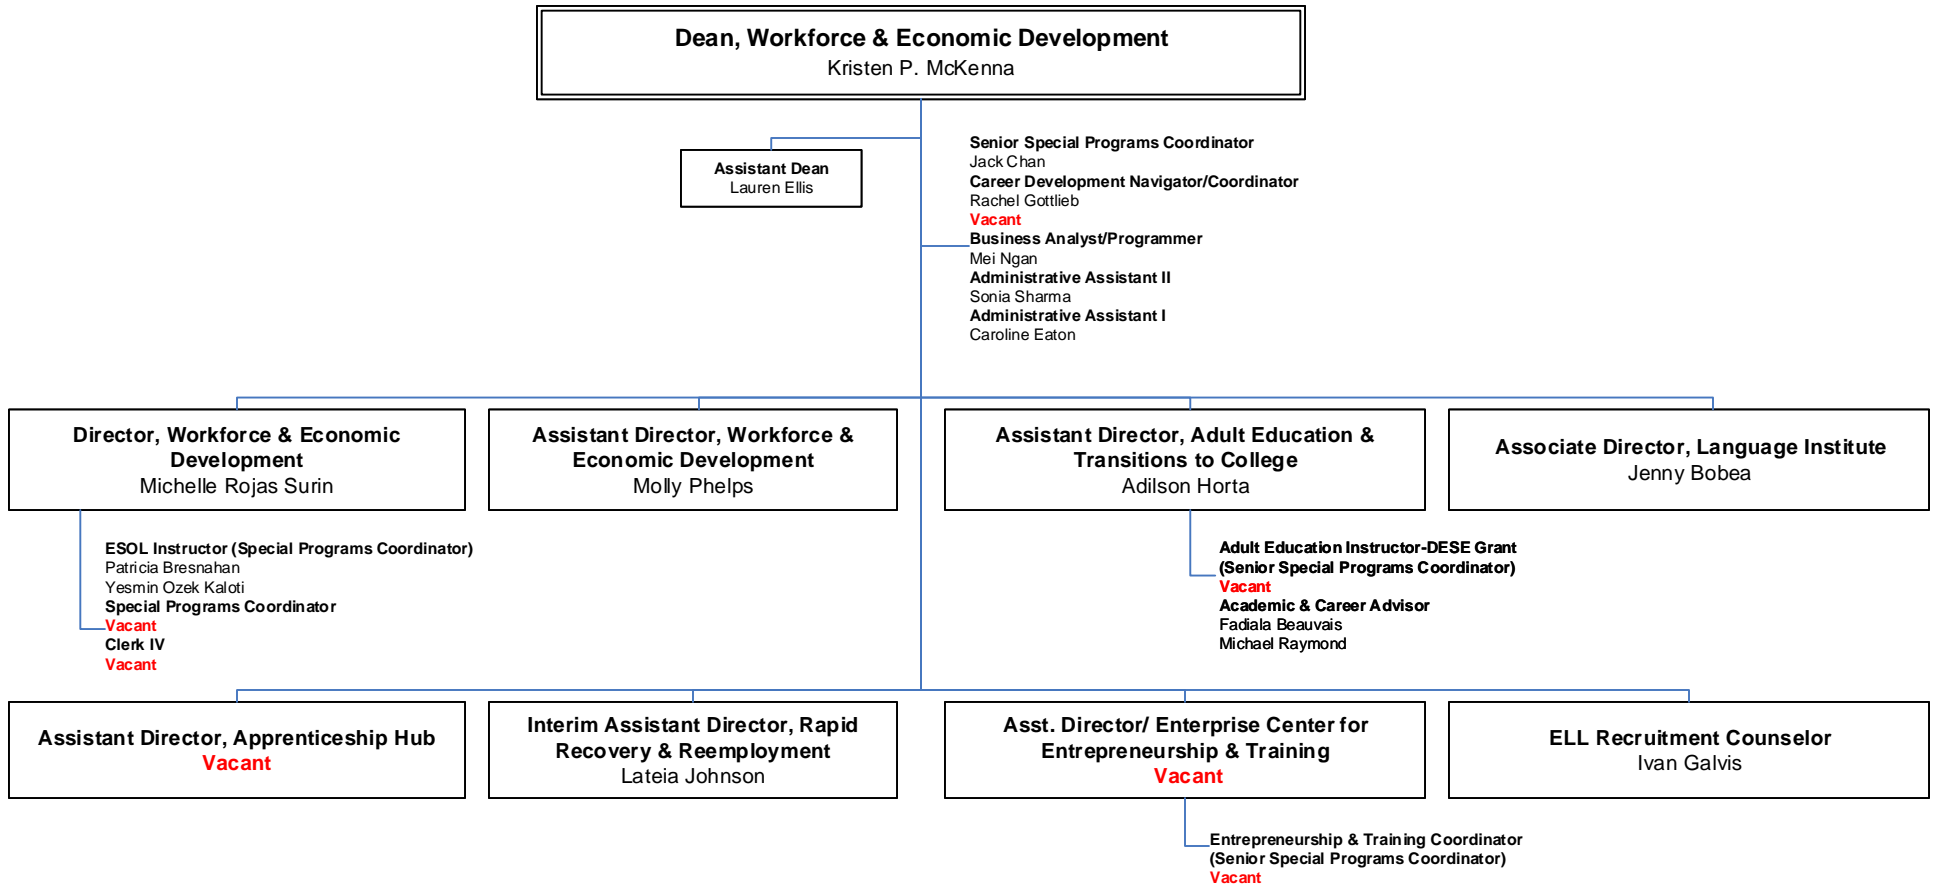 Dean, Workforce & Economic Development
Kristen P. McKenna
Assistant Dean
Lauren Ellis
Senior Special Programs Coordinator
Jack Chan
Career Development Navigator/Coordinator
Rachel Gottlieb
Vacant
Business Analyst/Programmer
Mei Ngan
Administrative Assistant II
Sonia Sharma
Administrative Assistant I
Caroline Eaton
Director, Workforce & Economic
Development
Michelle Rojas Surin
Assistant Director, Workforce &
Economic Development
Molly Phelps
Assistant Director, Adult Education &
Transitions to College
Adilson Horta
Associate Director, Language Institute
Jenny Bobea
ESOL Instructor (Special Programs Coordinator)
Patricia Bresnahan
Yesmin Ozek Kaloti
Special Programs Coordinator
Vacant
Clerk IV
Vacant
Adult Education Instructor-DESE Grant
(Senior Special Programs Coordinator)
Vacant
Academic & Career Advisor
Fadiala Beauvais
Michael Raymond
Assistant Director, Apprenticeship Hub
Vacant
Interim Assistant Director, Rapid
Recovery & Reemployment
Lateia Johnson
Asst. Director/ Enterprise Center for
Entrepreneurship & Training
Vacant
ELL Recruitment Counselor
Ivan Galvis
Entrepreneurship & Training Coordinator
(Senior Special Programs Coordinator)
Vacant